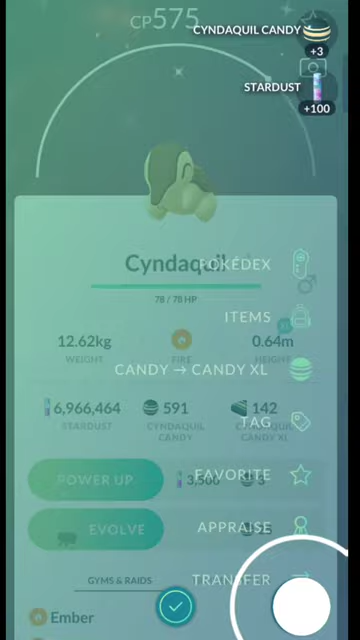 CP575
CYNDAQUIL CANDY
+3
STARDUST
+100
Cyndaquil
POKÉDEX
78 / 78 HP
ITEMS
12.62kg
0.64m
WEIGHT
FIRE
HEIGHT
CANDY → CANDY XL
6,966,464
591
142
STARDUST
CYNDAQUIL CANDY
CYNDAQUIL CANDY XL
TAG
FAVORITE
POWER UP
3,500
3
APPRAISE
EVOLVE
GYMS & RAIDS
TRANSFER
Ember